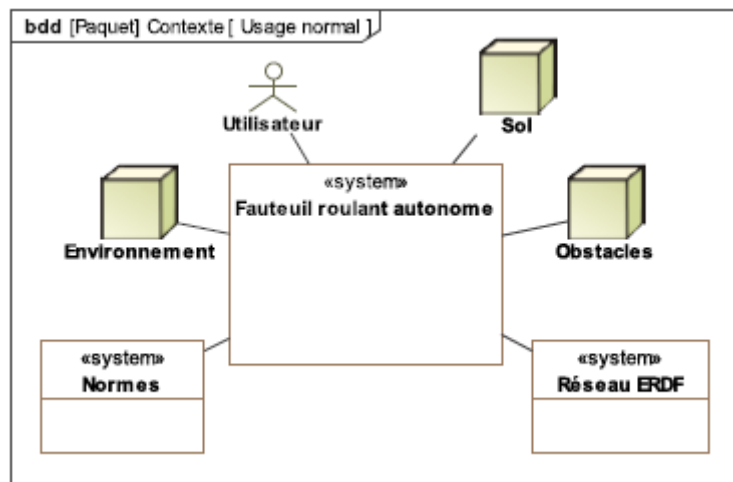 bdd [Paquet] Contexte [ Usage normal ]
Utilisateur
Sol
«system»
Fauteuil roulant autonome
Environnement
Obstacles
«system»
Normes
«system»
Réseau ERDF